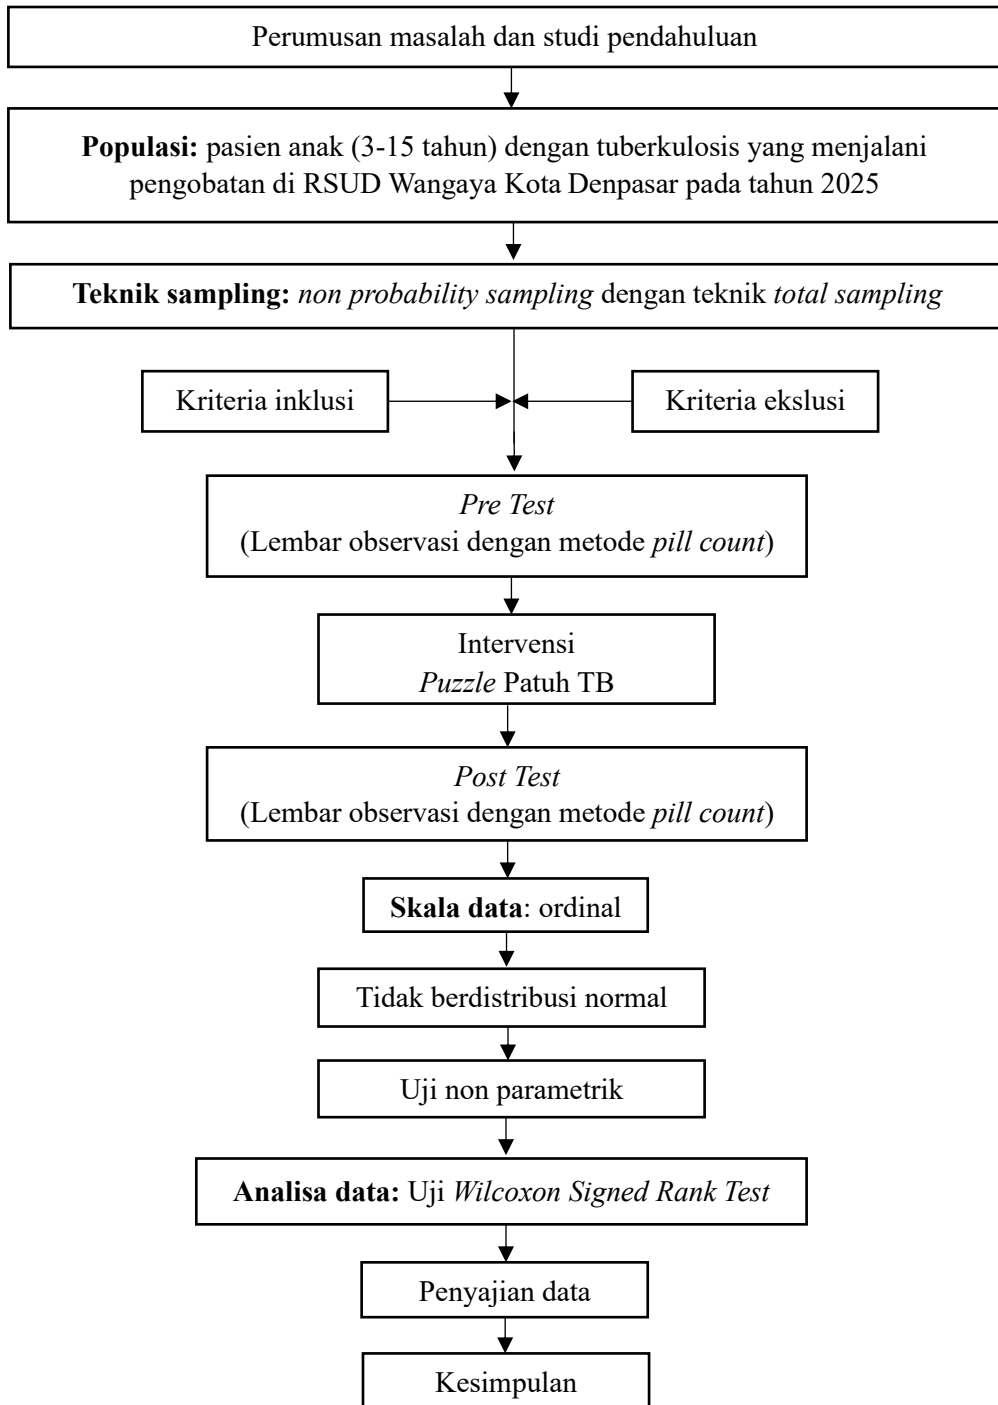 Perumusan masalah dan studi pendahuluan
Populasi: pasien anak (3-15 tahun) dengan tuberkulosis yang menjalani
pengobatan di RSUD Wangaya Kota Denpasar pada tahun 2025
Teknik sampling: non probability sampling dengan teknik total sampling
Kriteria inklusi
Kriteria ekslusi
Pre Test
(Lembar observasi dengan metode pill count)
Intervensi
Puzzle Patuh TB
Post Test
(Lembar observasi dengan metode pill count)
Skala data: ordinal
Tidak berdistribusi normal
Uji non parametrik
Analisa data: Uji Wilcoxon Signed Rank Test
Penyajian data
Kesimpulan